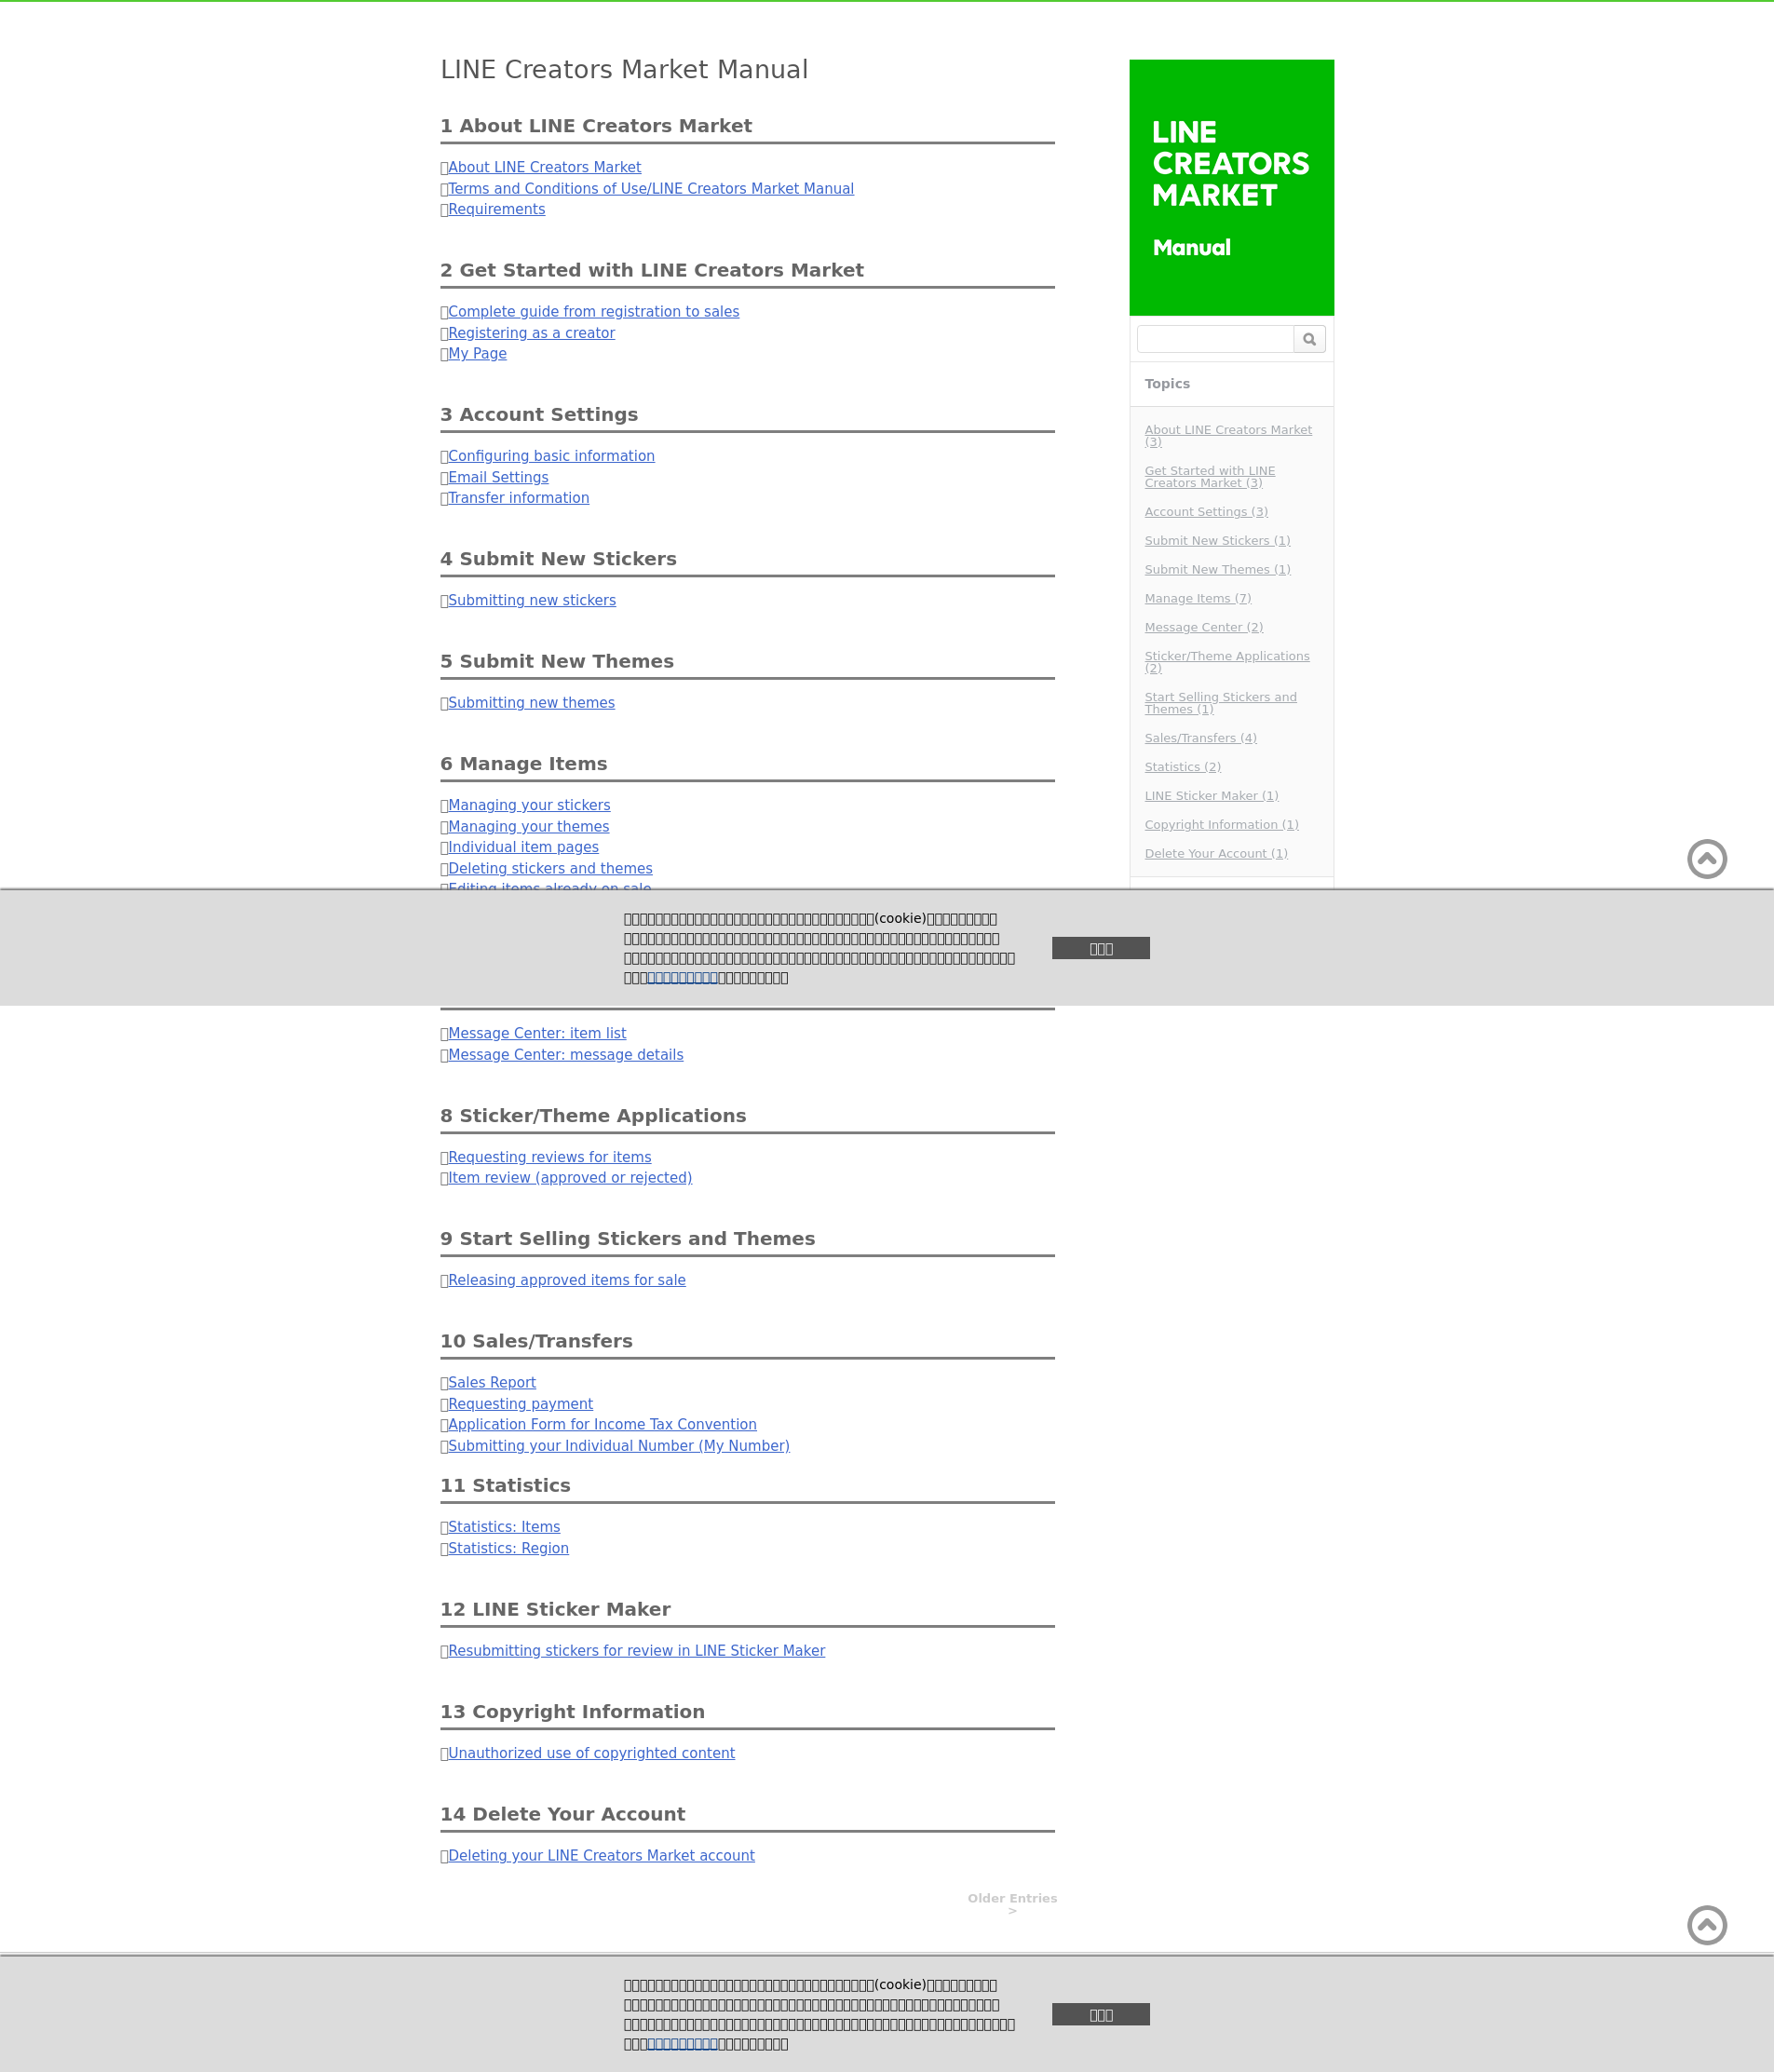 LINE Creators Market Manual
1 About LINE Creators Market
About LINE Creators Market
Terms and Conditions of Use/LINE Creators Market Manual
Requirements
2 Get Started with LINE Creators Market
Complete guide from registration to sales
Registering as a creator
My Page
3 Account Settings
Configuring basic information
Email Settings
Transfer information
4 Submit New Stickers
Submitting new stickers
5 Submit New Themes
Submitting new themes
6 Manage Items
Managing your stickers
Managing your themes
Individual item pages
Deleting stickers and themes
Editing items already on sale
LINE
CREATORS
MARKET
Manual
Topics
About LINE Creators Market
(3)
Get Started with LINE
Creators Market (3)
Account Settings (3)
Submit New Stickers (1)
Submit New Themes (1)
Manage Items (7)
Message Center (2)
Sticker/Theme Applications
(2)
Start Selling Stickers and
Themes (1)
Sales/Transfers (4)
Statistics (2)
LINE Sticker Maker (1)
Copyright Information (1)
Delete Your Account (1)
(cookie)
Message Center: item list
Message Center: message details
8 Sticker/Theme Applications
Requesting reviews for items
Item review (approved or rejected)
9 Start Selling Stickers and Themes
Releasing approved items for sale
10 Sales/Transfers
Sales Report
Requesting payment
Application Form for Income Tax Convention
Submitting your Individual Number (My Number)
11 Statistics
Statistics: Items
Statistics: Region
12 LINE Sticker Maker
Resubmitting stickers for review in LINE Sticker Maker
13 Copyright Information
Unauthorized use of copyrighted content
14 Delete Your Account
Deleting your LINE Creators Market account
Older Entries
>
(cookie)